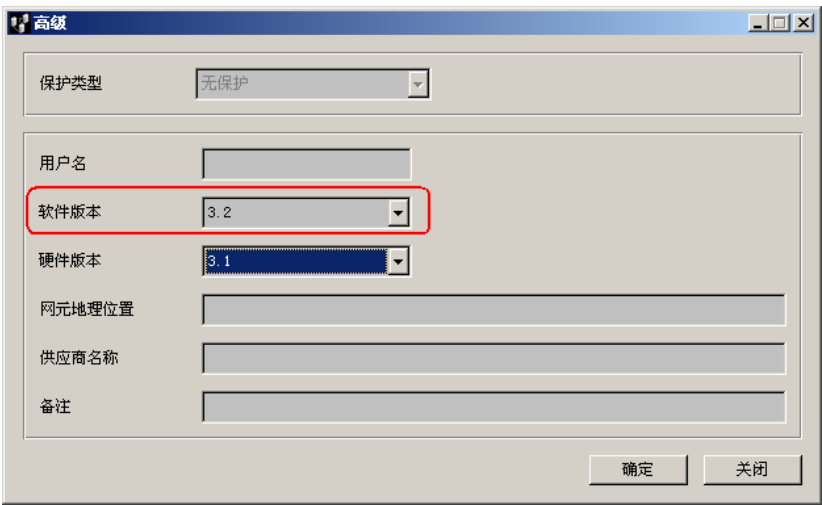 高级
保护类型 无保护
用户名
软件版本 3.2
硬件版本 3.1
网元地理位置
供应商名称
备注
确定 关闭